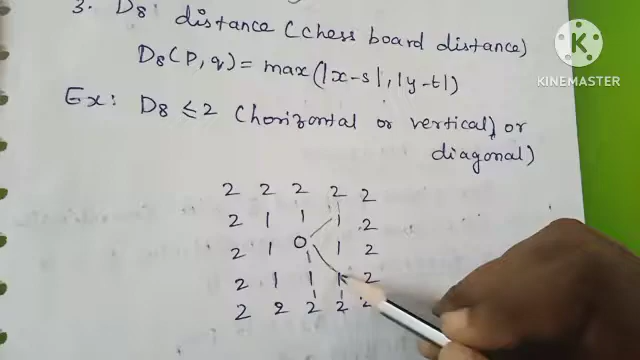 3. D8: distance (chess board distance)
D8(P,q) = max(|x-s|,|y-t|)
Ex: D8 ≤ 2 (horizontal or vertical) or
diagonal)
2 2 2 2 2
2 1 1 1 2
2 1 0 1 2
2 1 1 1 2
2 2 2 2 2
K
KINEMASTER